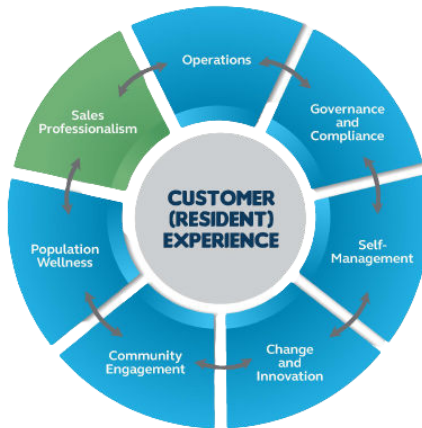 Operations
Governance
and
Compliance
Self-
Management
Change
and
Innovation
Community
Engagement
Population
Wellness
Sales
Professionalism
CUSTOMER
(RESIDENT)
EXPERIENCE